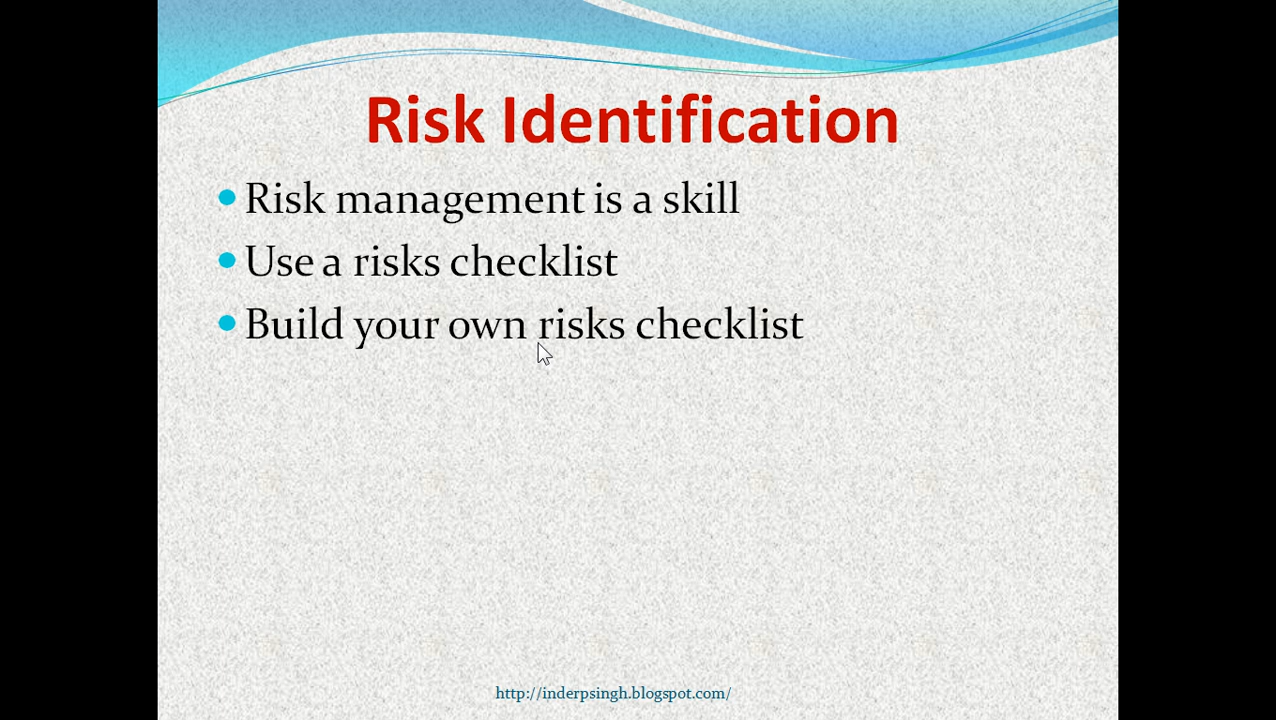 Risk Identification
Risk management is a skill
Use a risks checklist
Build your own risks checklist
http://inderpsingh.blogspot.com/